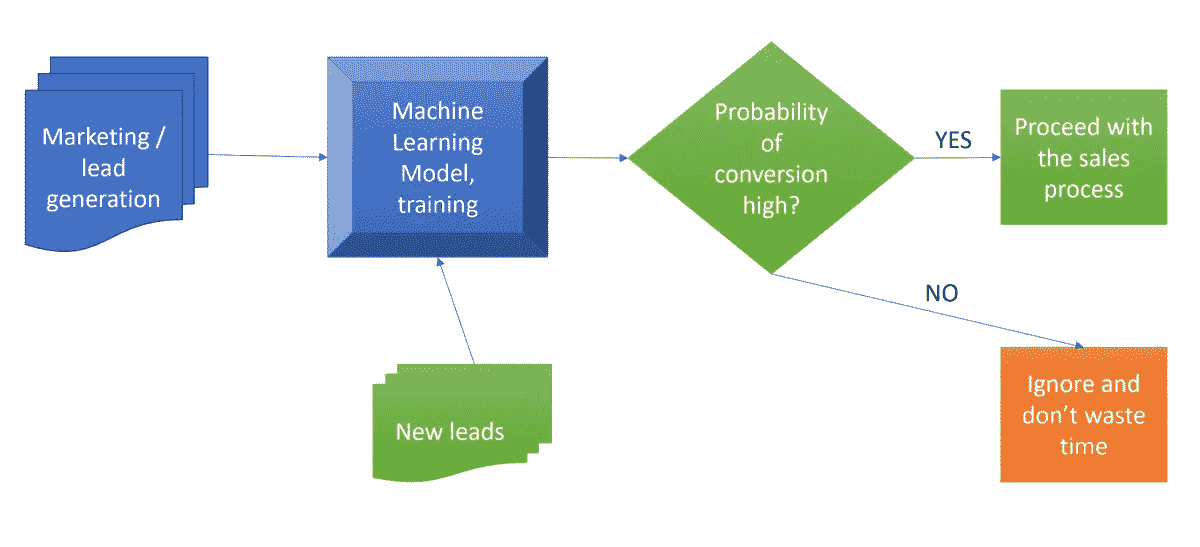 Marketing /
lead
generation
Machine
Learning
Model,
training
Probability
of
conversion
high?
YES
Proceed with
the sales
process
NO
New leads
Ignore and
don’t waste
time